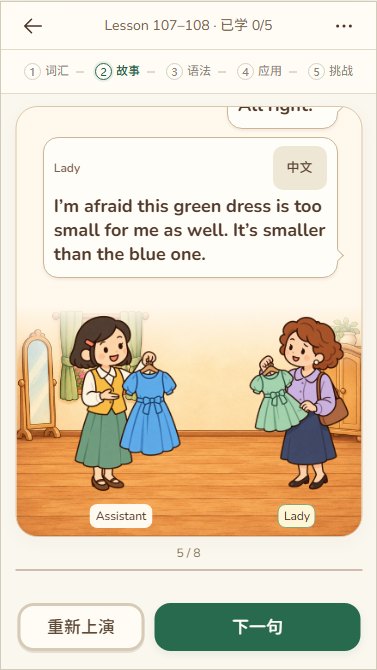 Lesson 107–108 · 已学 0/5
1 词汇 – 2 故事 – 3 语法 – 4 应用 – 5 挑战
All right.
Lady
中文
I’m afraid this green dress is too
small for me as well. It’s smaller
than the blue one.
Assistant
Lady
5 / 8
重新上演
下一句